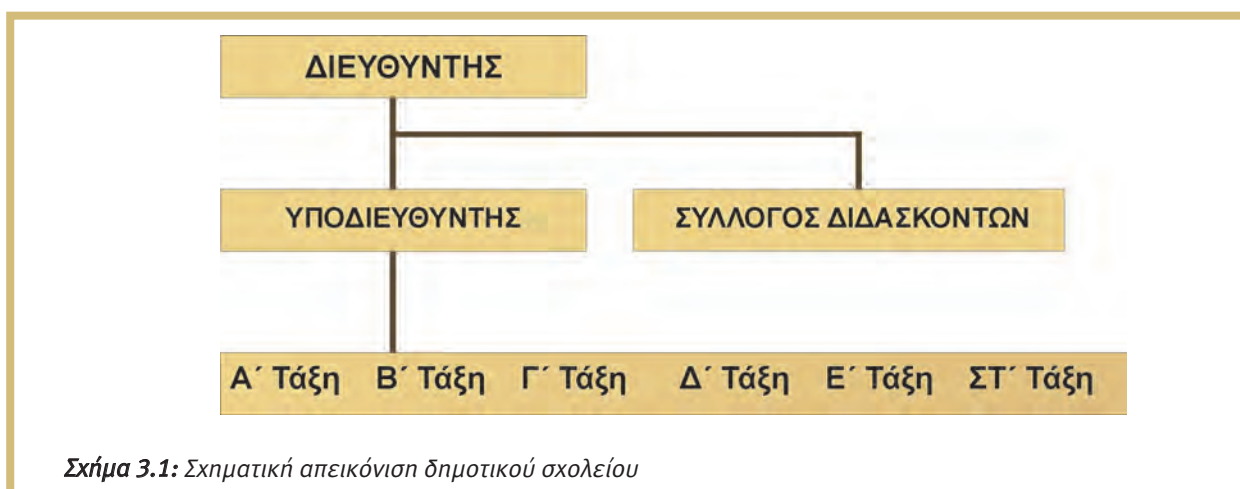 ΔΙΕΥΘΥΝΤΗΣ
ΥΠΟΔΙΕΥΘΥΝΤΗΣ ΣΥΛΛΟΓΟΣ ΔΙΔΑΣΚΟΝΤΩΝ
Α΄ Τάξη Β΄ Τάξη Γ΄ Τάξη Δ΄ Τάξη Ε΄ Τάξη ΣΤ΄ Τάξη
Σχήμα 3.1: Σχηματική απεικόνιση δημοτικού σχολείου